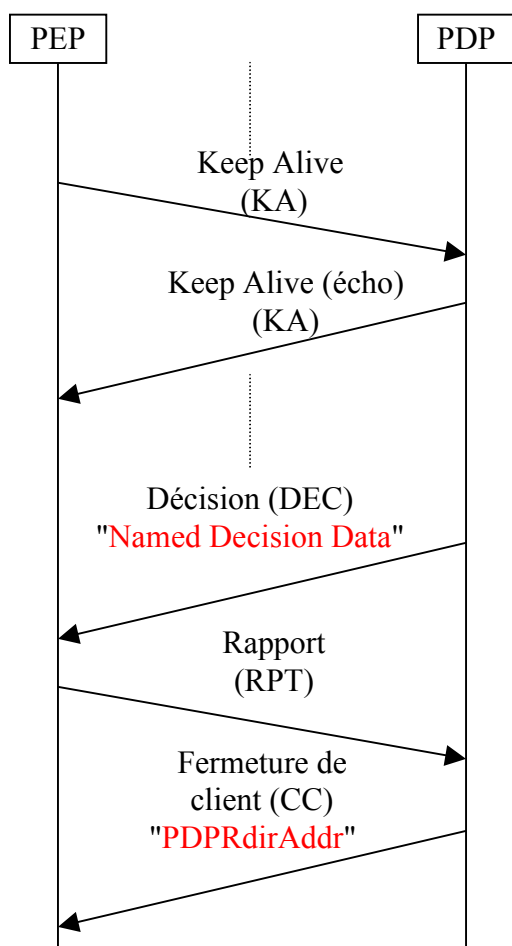 PEP
PDP
Keep Alive
(KA)
Keep Alive (écho)
(KA)
Décision (DEC)
"Named Decision Data"
Rapport
(RPT)
Fermeture de
client (CC)
"PDPRdirAddr"